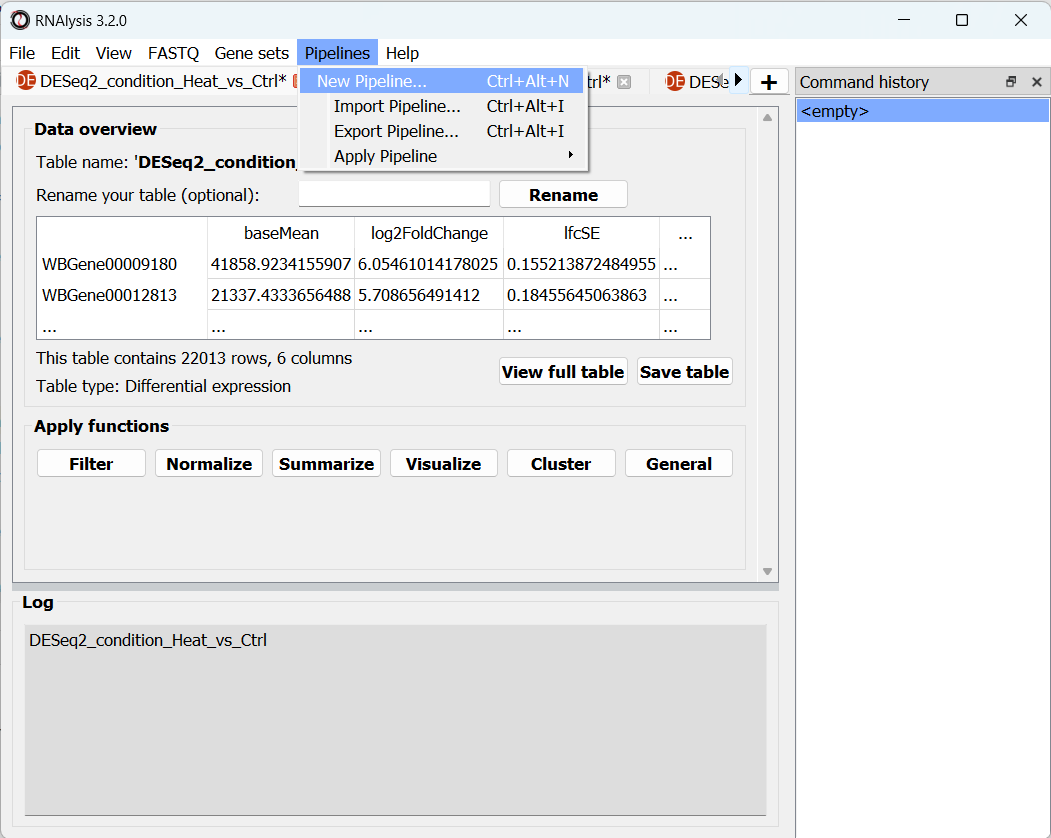 RNAlysis 3.2.0
File Edit View FASTQ Gene sets Pipelines Help
DE DESeq2_condition_Heat_vs_Ctrl* trl* DE DESe + Command history
New Pipeline... Ctrl+Alt+N
Import Pipeline... Ctrl+Alt+I
Export Pipeline... Ctrl+Alt+I
Apply Pipeline
<empty>
Data overview
Table name: 'DESeq2_condition_
Rename your table (optional): Rename
baseMean log2FoldChange lfcSE ...
WBGene00009180 41858.9234155907 6.05461014178025 0.155213872484955 ...
WBGene00012813 21337.4333656488 5.708656491412 0.18455645063863 ...
... ... ... ... ...
This table contains 22013 rows, 6 columns
Table type: Differential expression
View full table Save table
Apply functions
Filter Normalize Summarize Visualize Cluster General
Log
DESeq2_condition_Heat_vs_Ctrl